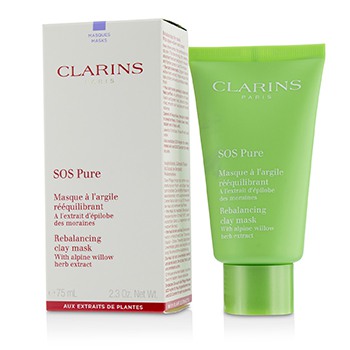 MASQUES
MASKS
CLARINS
PARIS
SOS Pure
Masque à l'argile
rééquilibrant
A l'extrait d'épilobe
des moraines
Rebalancing
clay mask
With alpine willow
herb extract
℮ 75 mL 2.3 Oz. Net Wt.
AUX EXTRAITS DE PLANTES
CLARINS
PARIS
SOS Pure
Masque à l'argile
rééquilibrant
A l'extrait d'épilobe
des moraines
Rebalancing
clay mask
With alpine willow
herb extract